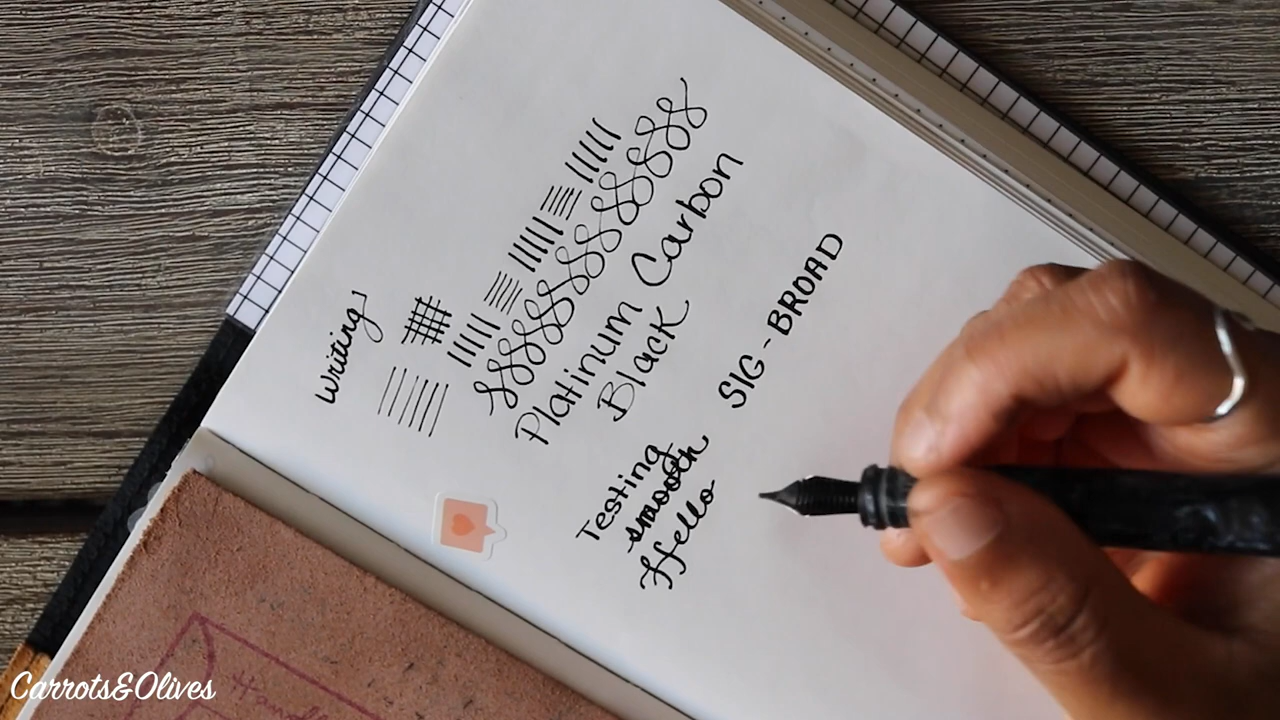 Writing
Platinum Carbon
Black
SIG - BROAD
Testing
smooth
Hello
Carrots&Olives